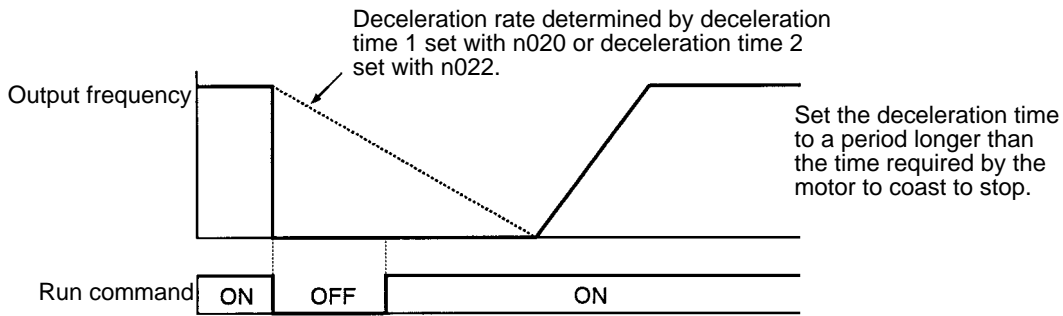 Deceleration rate determined by deceleration
time 1 set with n020 or deceleration time 2
set with n022.
Output frequency
Set the deceleration time
to a period longer than
the time required by the
motor to coast to stop.
Run command
ON
OFF
ON